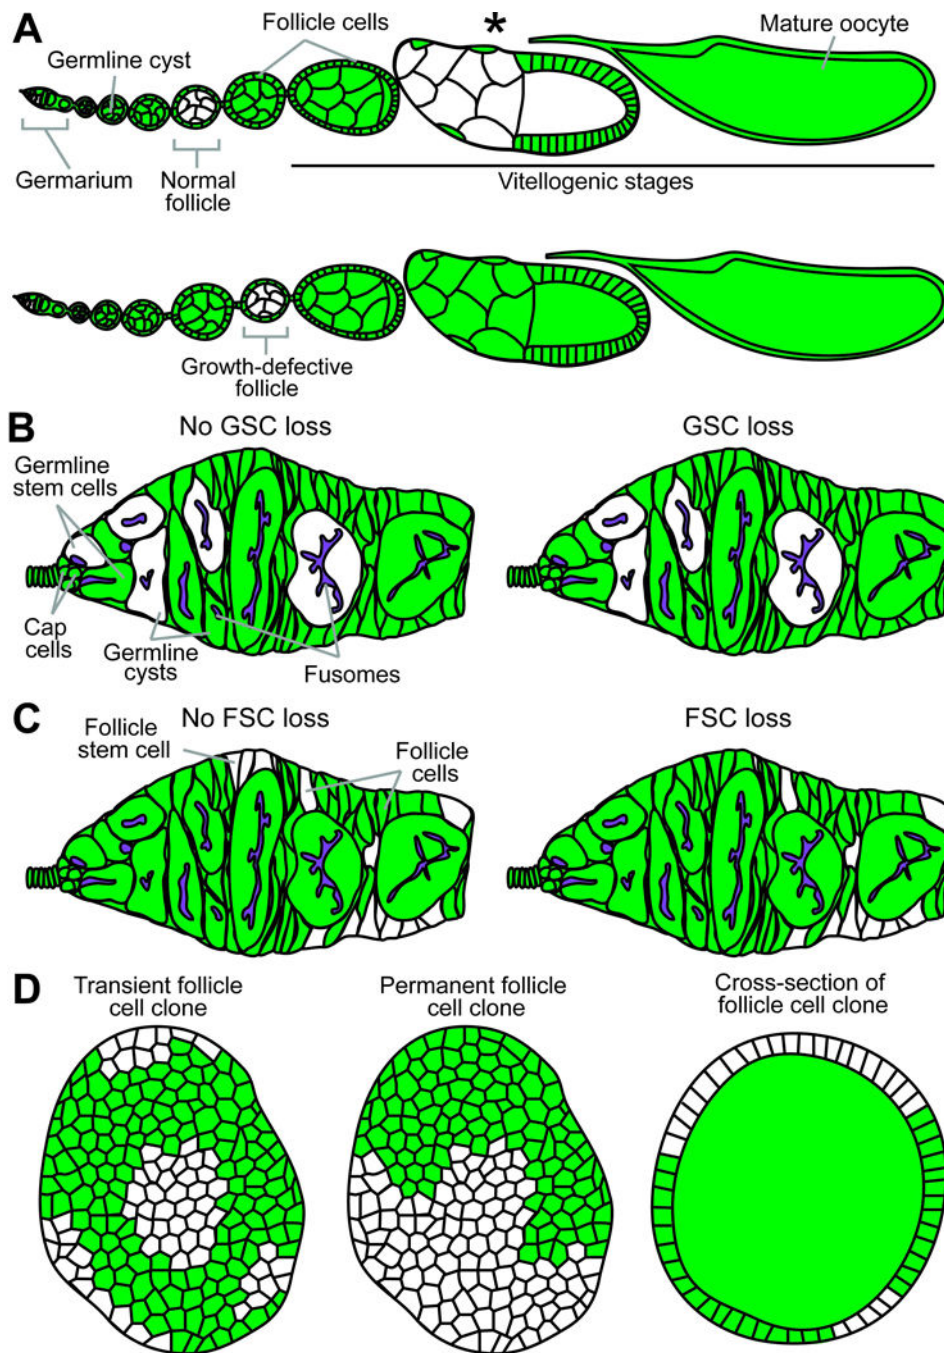 A
*
Follicle cells
Mature oocyte
Germline cyst
Germarium
Normal
follicle
Vitellogenic stages
Growth-defective
follicle
B
No GSC loss
GSC loss
Germline
stem cells
Cap
cells
Germline
cysts
Fusomes
C
No FSC loss
FSC loss
Follicle
stem cell
Follicle
cells
D
Transient follicle
cell clone
Permanent follicle
cell clone
Cross-section of
follicle cell clone